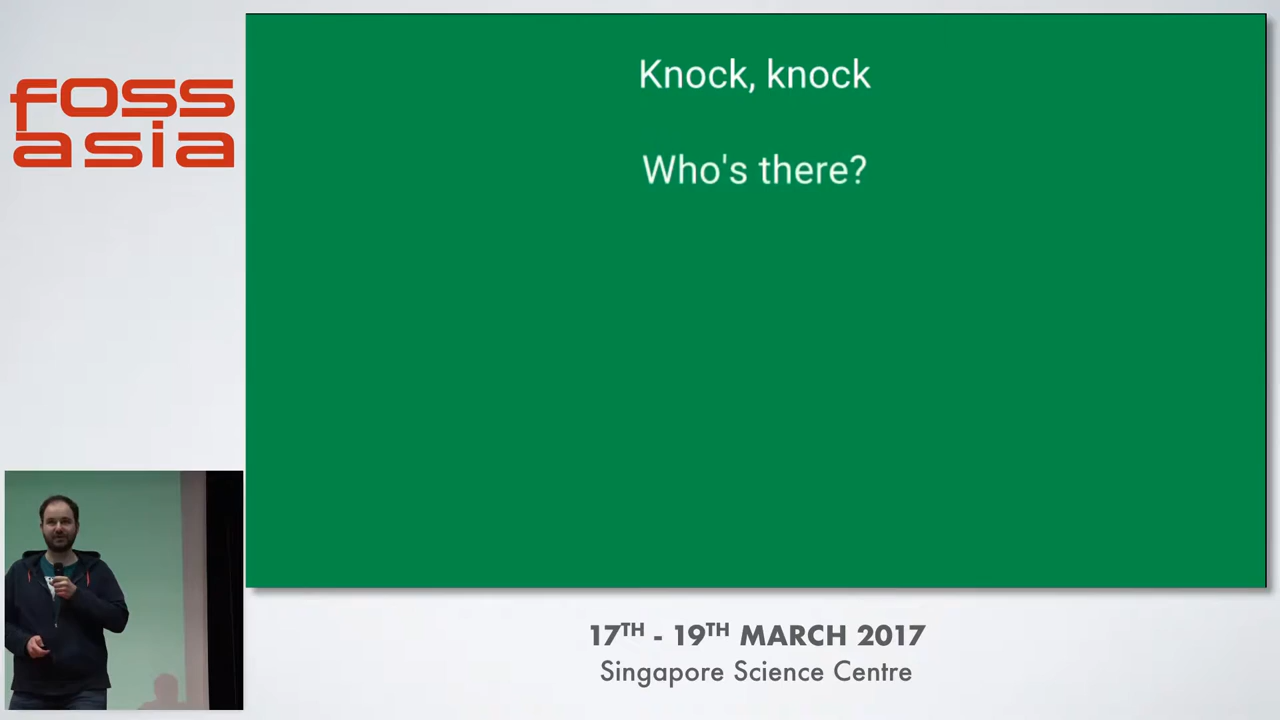 foss
asia
Knock, knock
Who's there?
17TH - 19TH MARCH 2017
Singapore Science Centre